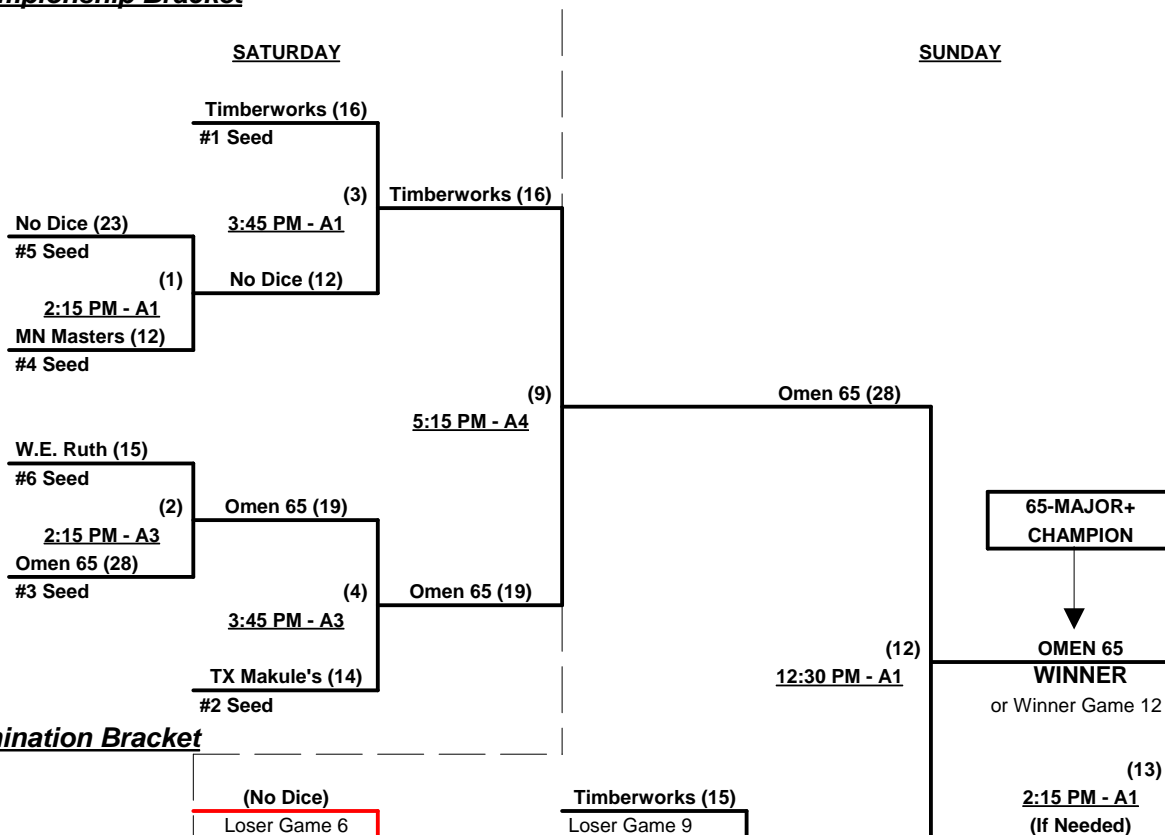 mpionship Bracket
SATURDAY
SUNDAY
Timberworks (16)
#1 Seed
(3)
3:45 PM - A1
Timberworks (16)
No Dice (23)
#5 Seed
(1)
2:15 PM - A1
No Dice (12)
MN Masters (12)
#4 Seed
(9)
5:15 PM - A4
Omen 65 (28)
W.E. Ruth (15)
#6 Seed
(2)
2:15 PM - A3
Omen 65 (19)
Omen 65 (28)
#3 Seed
(4)
3:45 PM - A3
Omen 65 (19)
TX Makule's (14)
#2 Seed
65-MAJOR+
CHAMPION
(12)
12:30 PM - A1
OMEN 65
WINNER
or Winner Game 12
mination Bracket
(No Dice)
Loser Game 6
Timberworks (15)
Loser Game 9
(13)
2:15 PM - A1
(If Needed)